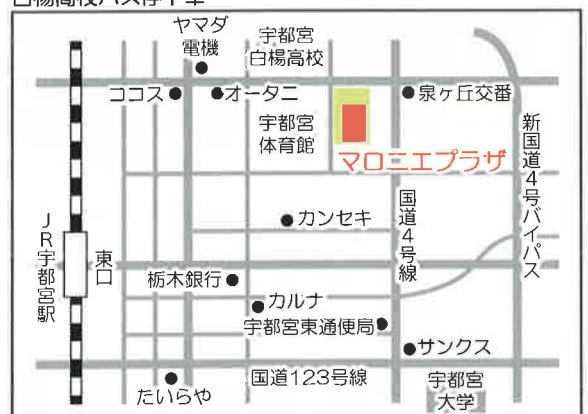 白楊高校バス停下車
ヤマダ
電機
宇都宮
白楊高校
ココス
オータニ
泉ヶ丘交番
宇都宮
体育館
マロニエプラザ
新国道4号バイパス
国道4号線
カンセキ
JR宇都宮駅
東口
栃木銀行
カルナ
宇都宮東通便局
サンクス
国道123号線
たいらや
宇都宮
大学